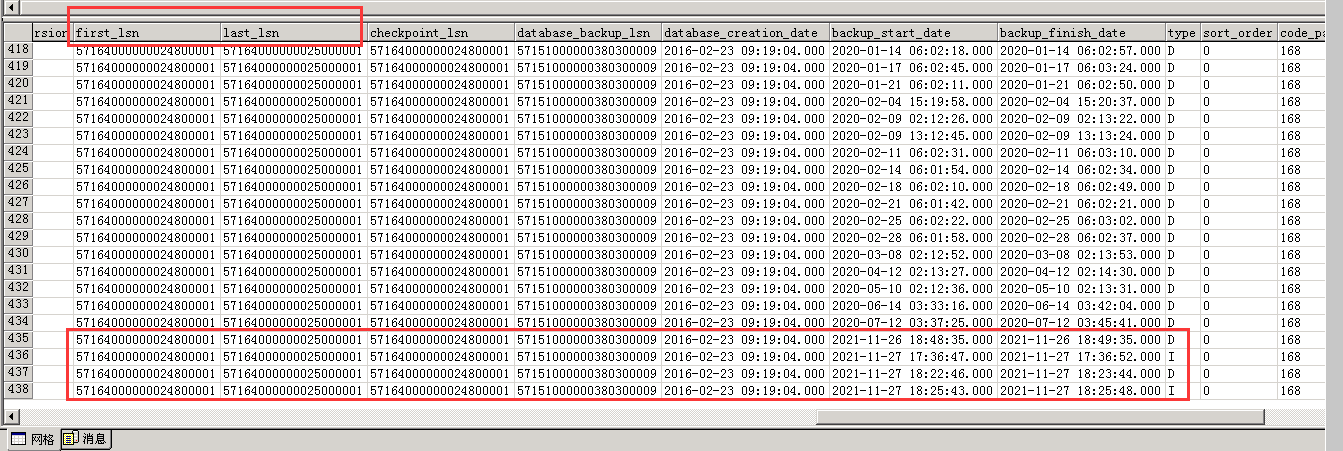 rsion first_lsn last_lsn checkpoint_lsn database_backup_lsn database_creation_date backup_start_date backup_finish_date type sort_order code_pa
418 57164000000024800001 57164000000025000001 57164000000024800001 57151000000380300009 2016-02-23 09:19:04.000 2020-01-14 06:02:18.000 2020-01-14 06:02:57.000 D 0 168
419 57164000000024800001 57164000000025000001 57164000000024800001 57151000000380300009 2016-02-23 09:19:04.000 2020-01-17 06:02:45.000 2020-01-17 06:03:24.000 D 0 168
420 57164000000024800001 57164000000025000001 57164000000024800001 57151000000380300009 2016-02-23 09:19:04.000 2020-01-21 06:02:11.000 2020-01-21 06:02:50.000 D 0 168
421 57164000000024800001 57164000000025000001 57164000000024800001 57151000000380300009 2016-02-23 09:19:04.000 2020-02-04 15:19:58.000 2020-02-04 15:20:37.000 D 0 168
422 57164000000024800001 57164000000025000001 57164000000024800001 57151000000380300009 2016-02-23 09:19:04.000 2020-02-09 02:12:26.000 2020-02-09 02:13:22.000 D 0 168
423 57164000000024800001 57164000000025000001 57164000000024800001 57151000000380300009 2016-02-23 09:19:04.000 2020-02-09 13:12:45.000 2020-02-09 13:13:24.000 D 0 168
424 57164000000024800001 57164000000025000001 57164000000024800001 57151000000380300009 2016-02-23 09:19:04.000 2020-02-11 06:02:31.000 2020-02-11 06:03:10.000 D 0 168
425 57164000000024800001 57164000000025000001 57164000000024800001 57151000000380300009 2016-02-23 09:19:04.000 2020-02-14 06:01:54.000 2020-02-14 06:02:34.000 D 0 168
426 57164000000024800001 57164000000025000001 57164000000024800001 57151000000380300009 2016-02-23 09:19:04.000 2020-02-18 06:02:10.000 2020-02-18 06:02:49.000 D 0 168
427 57164000000024800001 57164000000025000001 57164000000024800001 57151000000380300009 2016-02-23 09:19:04.000 2020-02-21 06:01:42.000 2020-02-21 06:02:21.000 D 0 168
428 57164000000024800001 57164000000025000001 57164000000024800001 57151000000380300009 2016-02-23 09:19:04.000 2020-02-25 06:02:22.000 2020-02-25 06:03:02.000 D 0 168
429 57164000000024800001 57164000000025000001 57164000000024800001 57151000000380300009 2016-02-23 09:19:04.000 2020-02-28 06:01:58.000 2020-02-28 06:02:37.000 D 0 168
430 57164000000024800001 57164000000025000001 57164000000024800001 57151000000380300009 2016-02-23 09:19:04.000 2020-03-08 02:12:52.000 2020-03-08 02:13:53.000 D 0 168
431 57164000000024800001 57164000000025000001 57164000000024800001 57151000000380300009 2016-02-23 09:19:04.000 2020-04-12 02:13:27.000 2020-04-12 02:14:30.000 D 0 168
432 57164000000024800001 57164000000025000001 57164000000024800001 57151000000380300009 2016-02-23 09:19:04.000 2020-05-10 02:12:36.000 2020-05-10 02:13:31.000 D 0 168
433 57164000000024800001 57164000000025000001 57164000000024800001 57151000000380300009 2016-02-23 09:19:04.000 2020-06-14 03:33:16.000 2020-06-14 03:42:04.000 D 0 168
434 57164000000024800001 57164000000025000001 57164000000024800001 57151000000380300009 2016-02-23 09:19:04.000 2020-07-12 03:37:25.000 2020-07-12 03:45:41.000 D 0 168
435 57164000000024800001 57164000000025000001 57164000000024800001 57151000000380300009 2016-02-23 09:19:04.000 2021-11-26 18:48:35.000 2021-11-26 18:49:35.000 D 0 168
436 57164000000024800001 57164000000025000001 57164000000024800001 57151000000380300009 2016-02-23 09:19:04.000 2021-11-27 17:36:47.000 2021-11-27 17:36:52.000 I 0 168
437 57164000000024800001 57164000000025000001 57164000000024800001 57151000000380300009 2016-02-23 09:19:04.000 2021-11-27 18:22:46.000 2021-11-27 18:23:44.000 D 0 168
438 57164000000024800001 57164000000025000001 57164000000024800001 57151000000380300009 2016-02-23 09:19:04.000 2021-11-27 18:25:43.000 2021-11-27 18:25:48.000 I 0 168
网格 消息